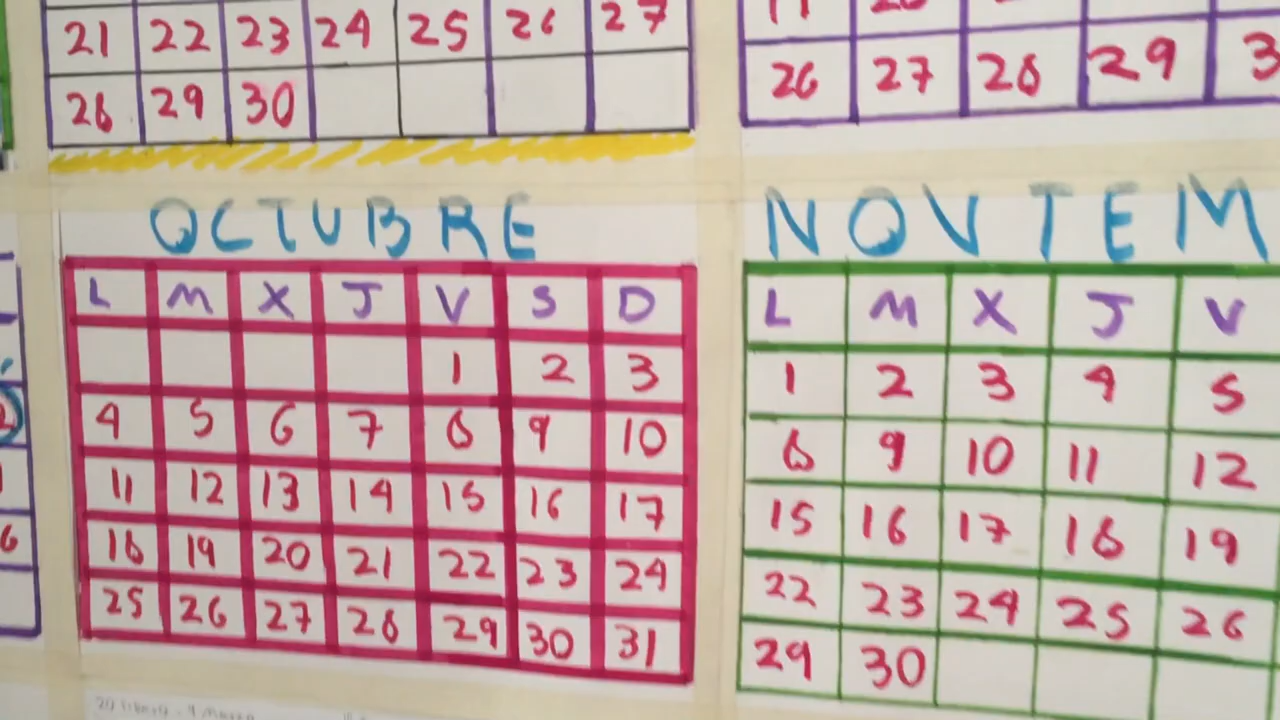 21 22 23 24 25 26 27
28 29 30
26 27 28 29
OCTUBRE
L M X J V S D
1 2 3
4 5 6 7 8 9 10
11 12 13 14 15 16 17
18 19 20 21 22 23 24
25 26 27 28 29 30 31
NOVIEM
L M X J V
1 2 3 4 5
8 9 10 11 12
15 16 17 18 19
22 23 24 25 26
29 30